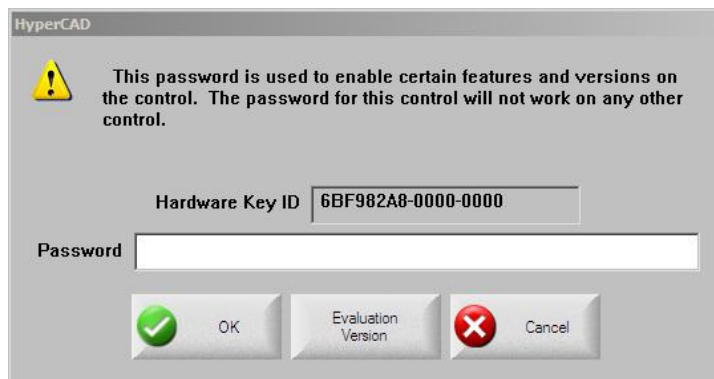 HyperCAD
This password is used to enable certain features and versions on
the control. The password for this control will not work on any other
control.
Hardware Key ID 6BF982A8-0000-0000
Password
OK
Evaluation
Version
Cancel